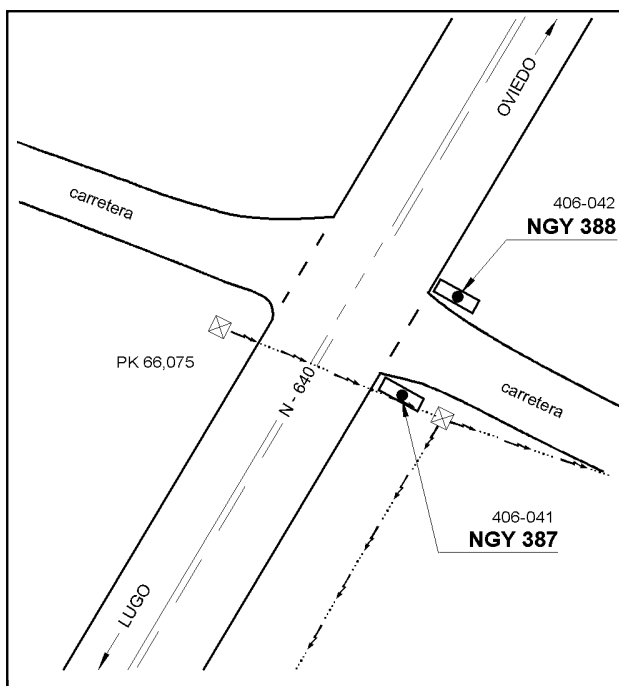 OVIEDO
carretera
406-042
NGY 388
PK 66,075
N - 640
carretera
406-041
NGY 387
LUGO